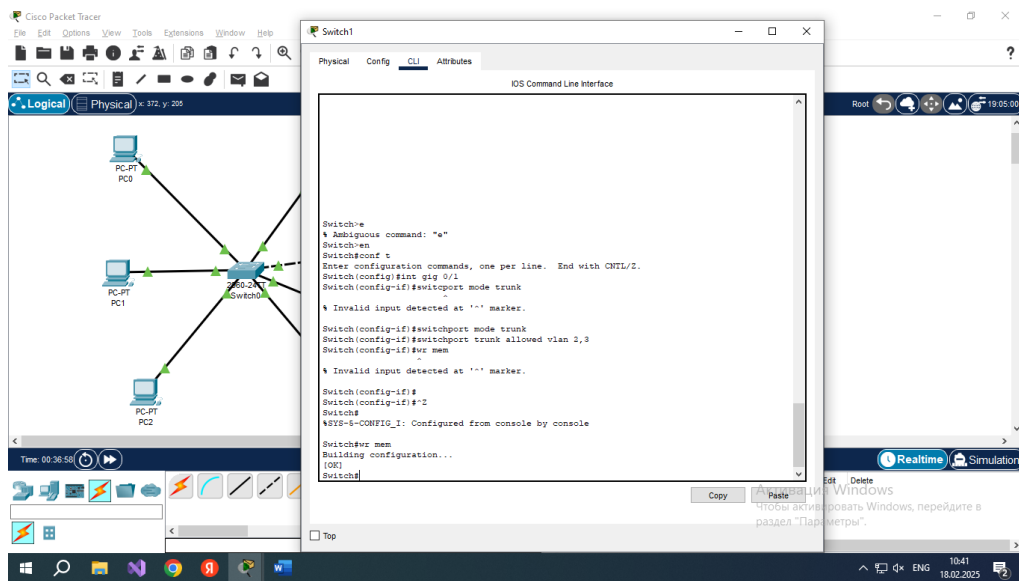 Cisco Packet Tracer
File Edit Options View Tools Extensions Window Help
Logical Physical x: 372, y: 205
Root 19:05:00
PC-PT
PC0
PC-PT
PC1
2960-24TT
Switch0
PC-PT
PC2
Switch1
Physical Config CLI Attributes
IOS Command Line Interface
Switch>e
% Ambiguous command: "e"
Switch>en
Switch#conf t
Enter configuration commands, one per line. End with CNTL/Z.
Switch(config)#int gig 0/1
Switch(config-if)#switcport mode trunk
^
% Invalid input detected at '^' marker.
Switch(config-if)#switchport mode trunk
Switch(config-if)#switchport trunk allowed vlan 2,3
Switch(config-if)#wr mem
^
% Invalid input detected at '^' marker.
Switch(config-if)#
Switch(config-if)#^Z
Switch#
%SYS-5-CONFIG_I: Configured from console by console
Switch#wr mem
Building configuration...
[OK]
Switch#
Copy Paste
Top
Time: 00:36:58
Realtime Simulation
Edit Delete
Активация Windows
Чтобы активировать Windows, перейдите в
раздел "Параметры".
ENG
10:41
18.02.2025
2